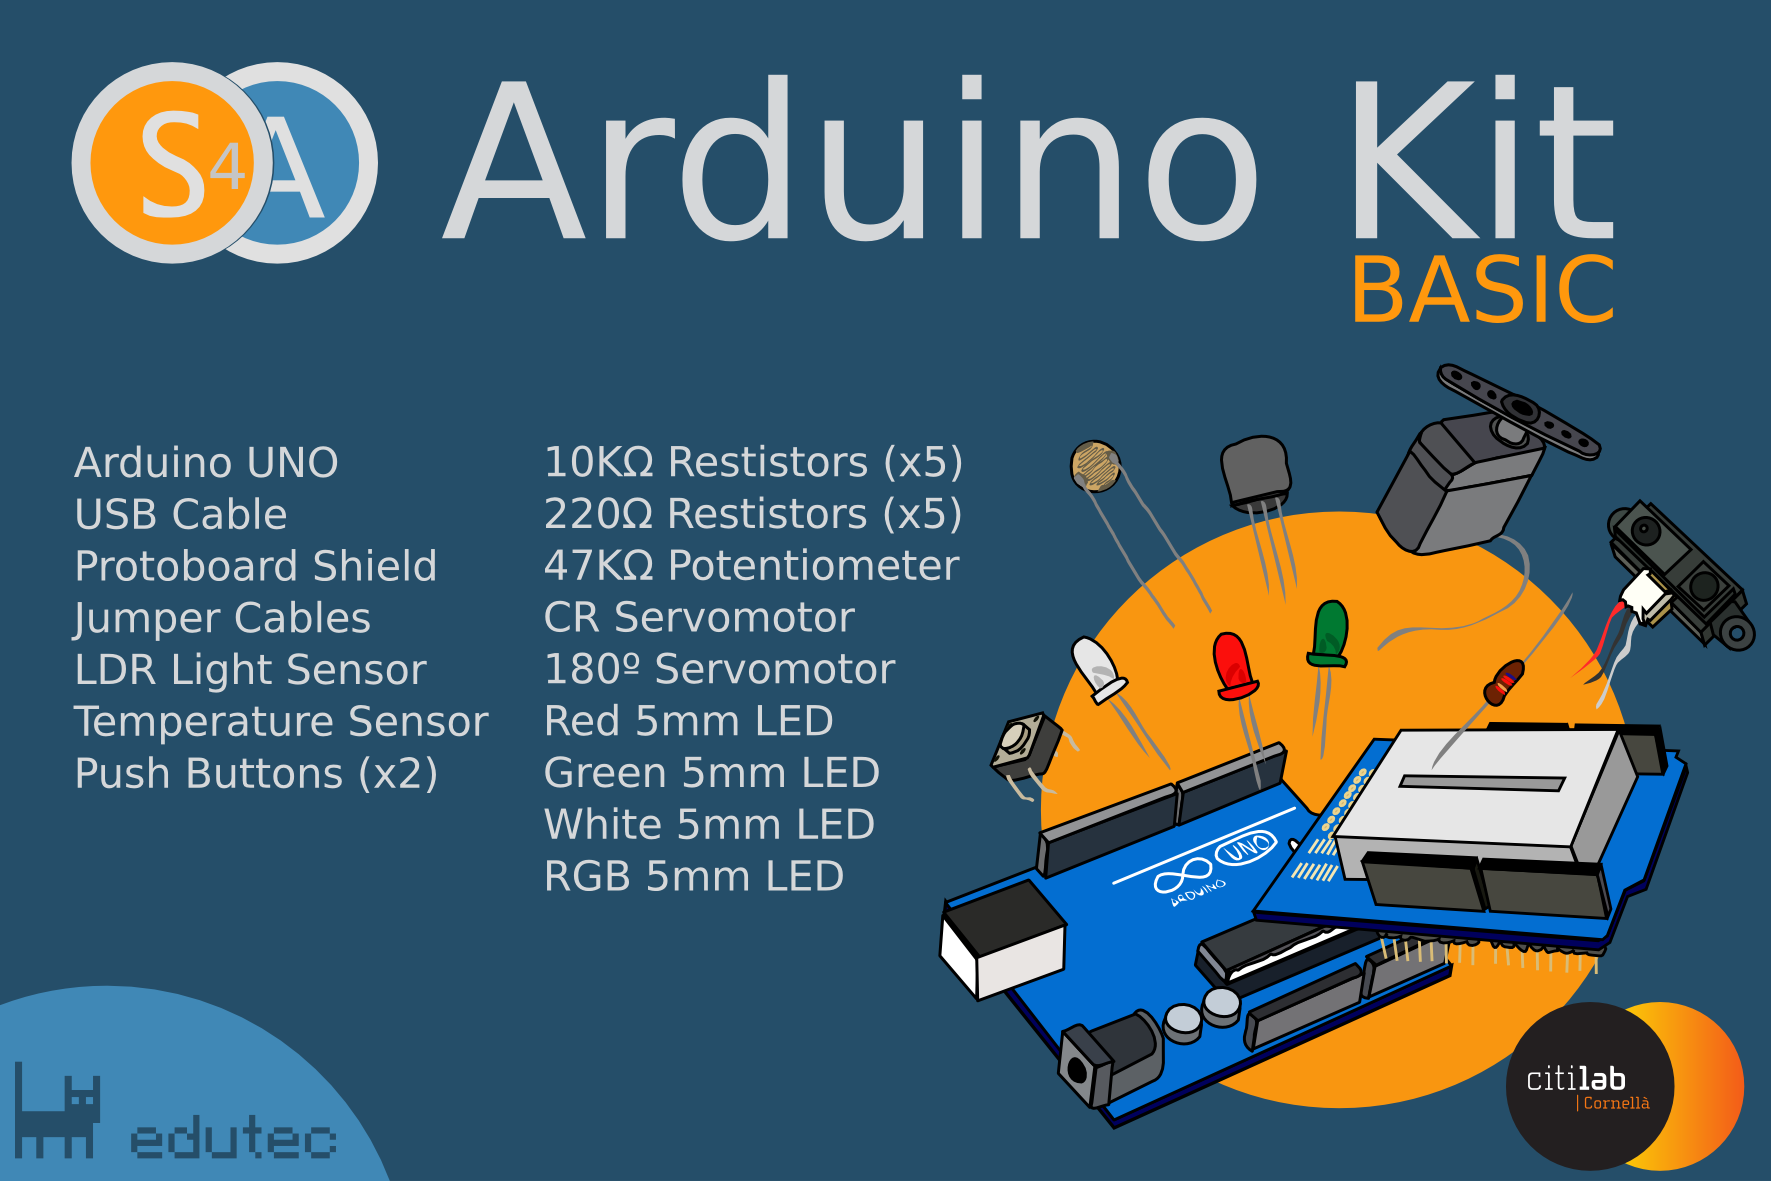 S4A
Arduino Kit
BASIC
Arduino UNO
USB Cable
Protoboard Shield
Jumper Cables
LDR Light Sensor
Temperature Sensor
Push Buttons (x2)
10KΩ Restistors (x5)
220Ω Restistors (x5)
47KΩ Potentiometer
CR Servomotor
180º Servomotor
Red 5mm LED
Green 5mm LED
White 5mm LED
RGB 5mm LED
UNO
ARDUINO
edutec
citilab
|Cornellà